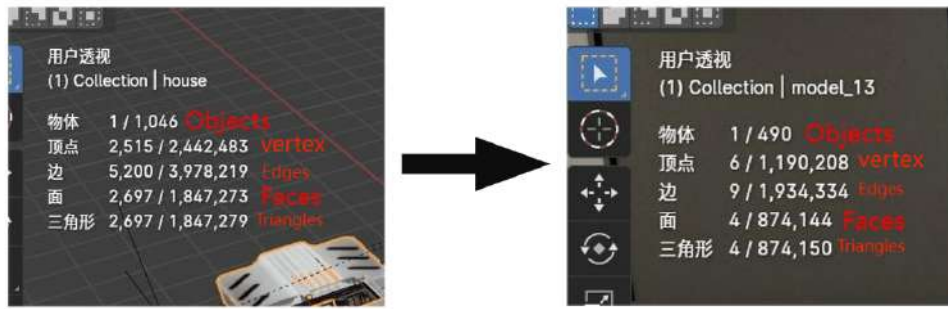 用户透视
(1) Collection | house
物体 1 / 1,046 Objects
顶点 2,515 / 2,442,483 vertex
边 5,200 / 3,978,219 Edges
面 2,697 / 1,847,273 Faces
三角形 2,697 / 1,847,279 Triangles
用户透视
(1) Collection | model_13
物体 1 / 490 Objects
顶点 6 / 1,190,208 vertex
边 9 / 1,934,334 Edges
面 4 / 874,144 Faces
三角形 4 / 874,150 Triangles